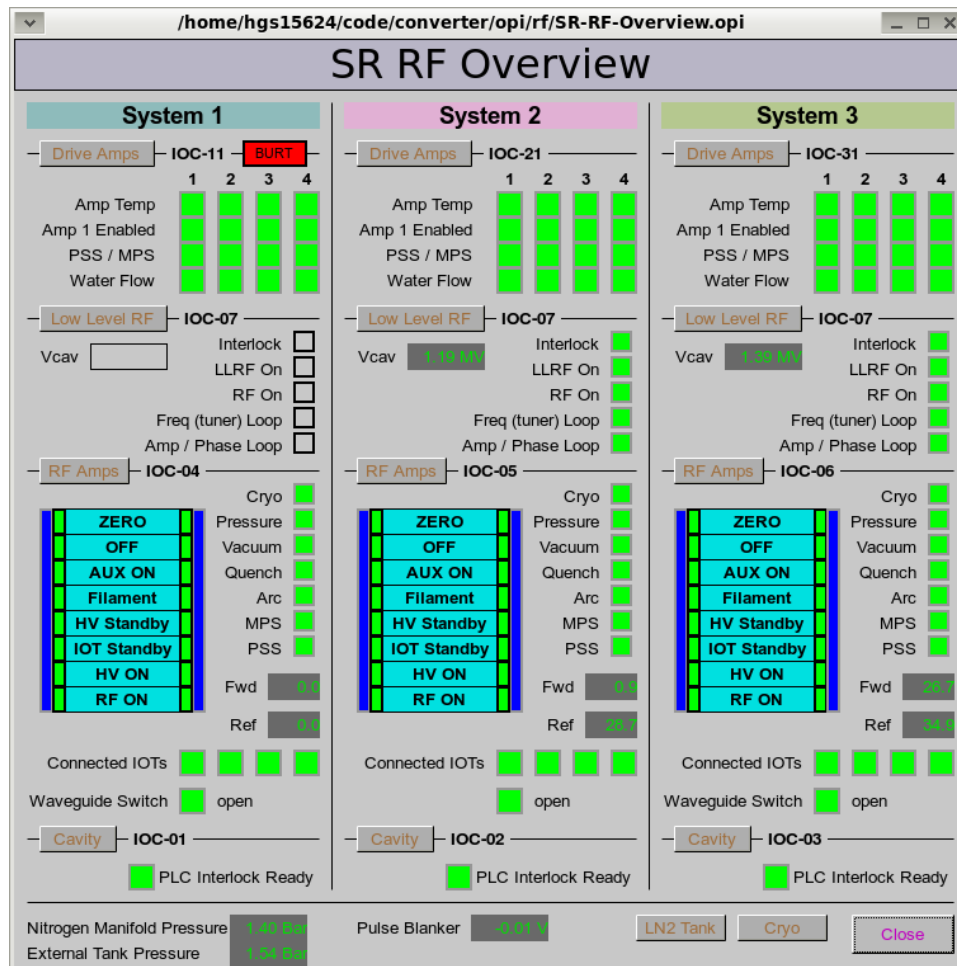 /home/hgs15624/code/converter/opi/rf/SR-RF-Overview.opi
SR RF Overview
System 1
Drive Amps IOC-11 BURT
1 2 3 4
Amp Temp
Amp 1 Enabled
PSS / MPS
Water Flow
Low Level RF IOC-07
Interlock
Vcav
LLRF On
RF On
Freq (tuner) Loop
Amp / Phase Loop
RF Amps IOC-04
Cryo
ZERO Pressure
OFF Vacuum
AUX ON Quench
Filament Arc
HV Standby MPS
IOT Standby PSS
HV ON
Fwd 0.0
RF ON
Ref 0.0
Connected IOTs
Waveguide Switch open
Cavity IOC-01
PLC Interlock Ready
System 2
Drive Amps IOC-21
1 2 3 4
Amp Temp
Amp 1 Enabled
PSS / MPS
Water Flow
Low Level RF IOC-07
Interlock
Vcav 1.19 MV
LLRF On
RF On
Freq (tuner) Loop
Amp / Phase Loop
RF Amps IOC-05
Cryo
ZERO Pressure
OFF Vacuum
AUX ON Quench
Filament Arc
HV Standby MPS
IOT Standby PSS
HV ON
Fwd 0.9
RF ON
Ref 28.7
Connected IOTs
open
Cavity IOC-02
PLC Interlock Ready
System 3
Drive Amps IOC-31
1 2 3 4
Amp Temp
Amp 1 Enabled
PSS / MPS
Water Flow
Low Level RF IOC-07
Interlock
Vcav 1.39 MV
LLRF On
RF On
Freq (tuner) Loop
Amp / Phase Loop
RF Amps IOC-06
Cryo
ZERO Pressure
OFF Vacuum
AUX ON Quench
Filament Arc
HV Standby MPS
IOT Standby PSS
HV ON
Fwd 26.7
RF ON
Ref 34.9
Connected IOTs
Waveguide Switch open
Cavity IOC-03
PLC Interlock Ready
Nitrogen Manifold Pressure 1.40 Bar
External Tank Pressure 1.54 Bar
Pulse Blanker -0.01 V
LN2 Tank Cryo Close